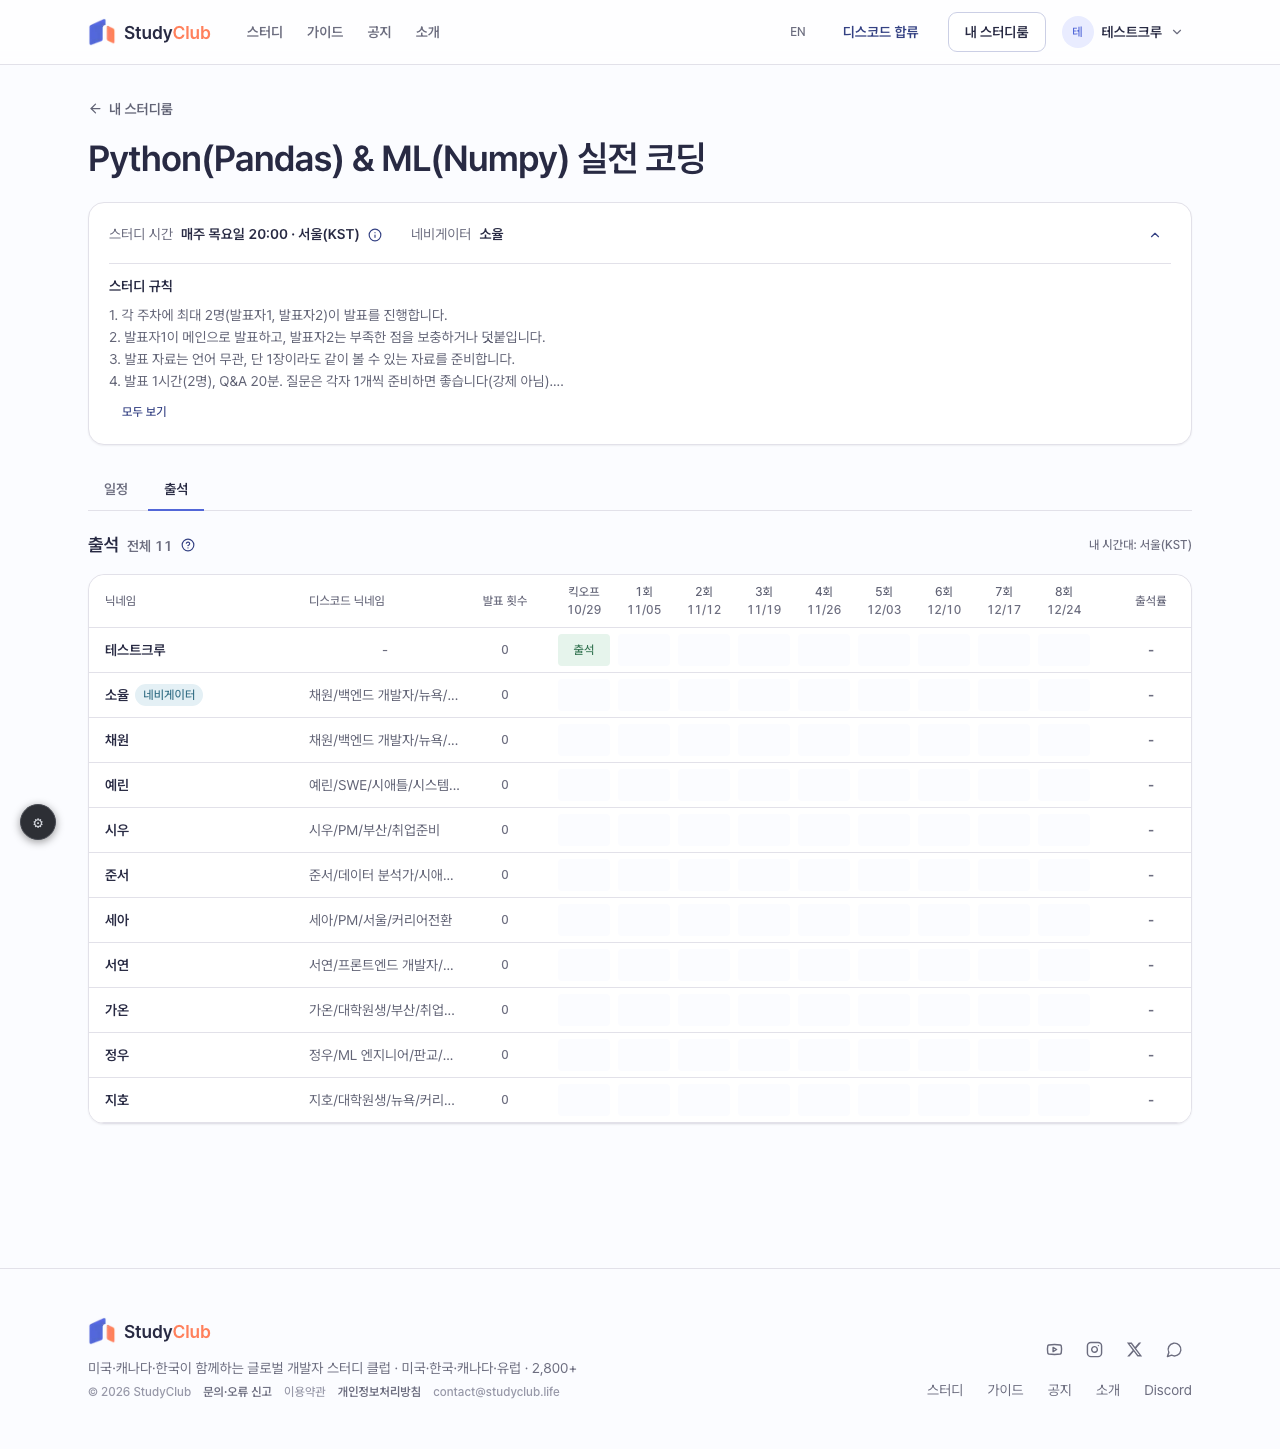 StudyClub 스터디 가이드 공지 소개 EN 디스코드 합류 내 스터디룸 테 테스트크루
← 내 스터디룸
Python(Pandas) & ML(Numpy) 실전 코딩
스터디 시간 매주 목요일 20:00 · 서울(KST) 네비게이터 소율
스터디 규칙
1. 각 주차에 최대 2명(발표자1, 발표자2)이 발표를 진행합니다.
2. 발표자1이 메인으로 발표하고, 발표자2는 부족한 점을 보충하거나 덧붙입니다.
3. 발표 자료는 언어 무관, 단 1장이라도 같이 볼 수 있는 자료를 준비합니다.
4. 발표 1시간(2명), Q&A 20분. 질문은 각자 1개씩 준비하면 좋습니다(강제 아님)....
모두 보기
일정 출석
출석 전체 11 내 시간대: 서울(KST)
닉네임 디스코드 닉네임 발표 횟수 킥오프 10/29 1회 11/05 2회 11/12 3회 11/19 4회 11/26 5회 12/03 6회 12/10 7회 12/17 8회 12/24 출석률
테스트크루 - 0 출석 -
소율 네비게이터 채원/백엔드 개발자/뉴욕/... 0 -
채원 채원/백엔드 개발자/뉴욕/... 0 -
예린 예린/SWE/시애틀/시스템... 0 -
시우 시우/PM/부산/취업준비 0 -
준서 준서/데이터 분석가/시애... 0 -
세아 세아/PM/서울/커리어전환 0 -
서연 서연/프론트엔드 개발자/... 0 -
가온 가온/대학원생/부산/취업... 0 -
정우 정우/ML 엔지니어/판교/... 0 -
지호 지호/대학원생/뉴욕/커리... 0 -
StudyClub
미국·캐나다·한국이 함께하는 글로벌 개발자 스터디 클럽 · 미국·한국·캐나다·유럽 · 2,800+
© 2026 StudyClub 문의·오류 신고 이용약관 개인정보처리방침 contact@studyclub.life
스터디 가이드 공지 소개 Discord